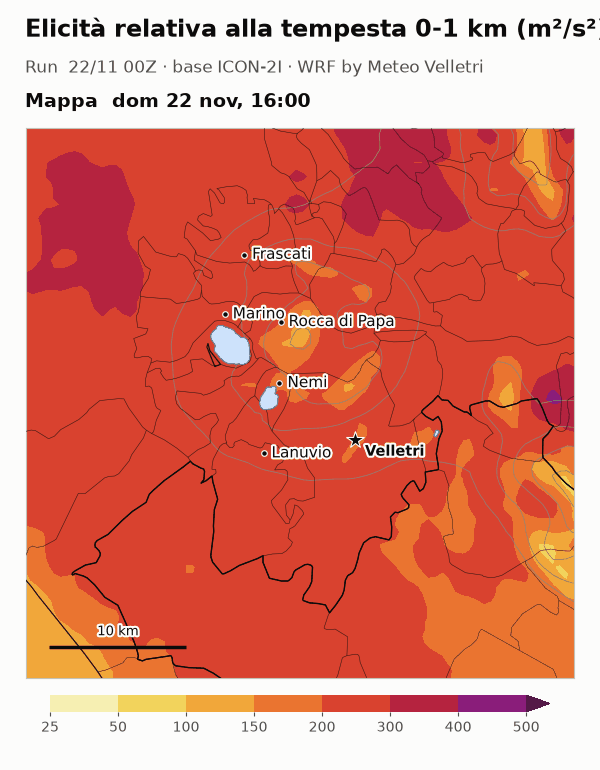 Elicità relativa alla tempesta 0-1 km (m²/s²)
Run 22/11 00Z · base ICON-2I · WRF by Meteo Velletri
Mappa dom 22 nov, 16:00
Frascati
Marino
Rocca di Papa
Nemi
Lanuvio
Velletri
10 km
25 50 100 150 200 300 400 500